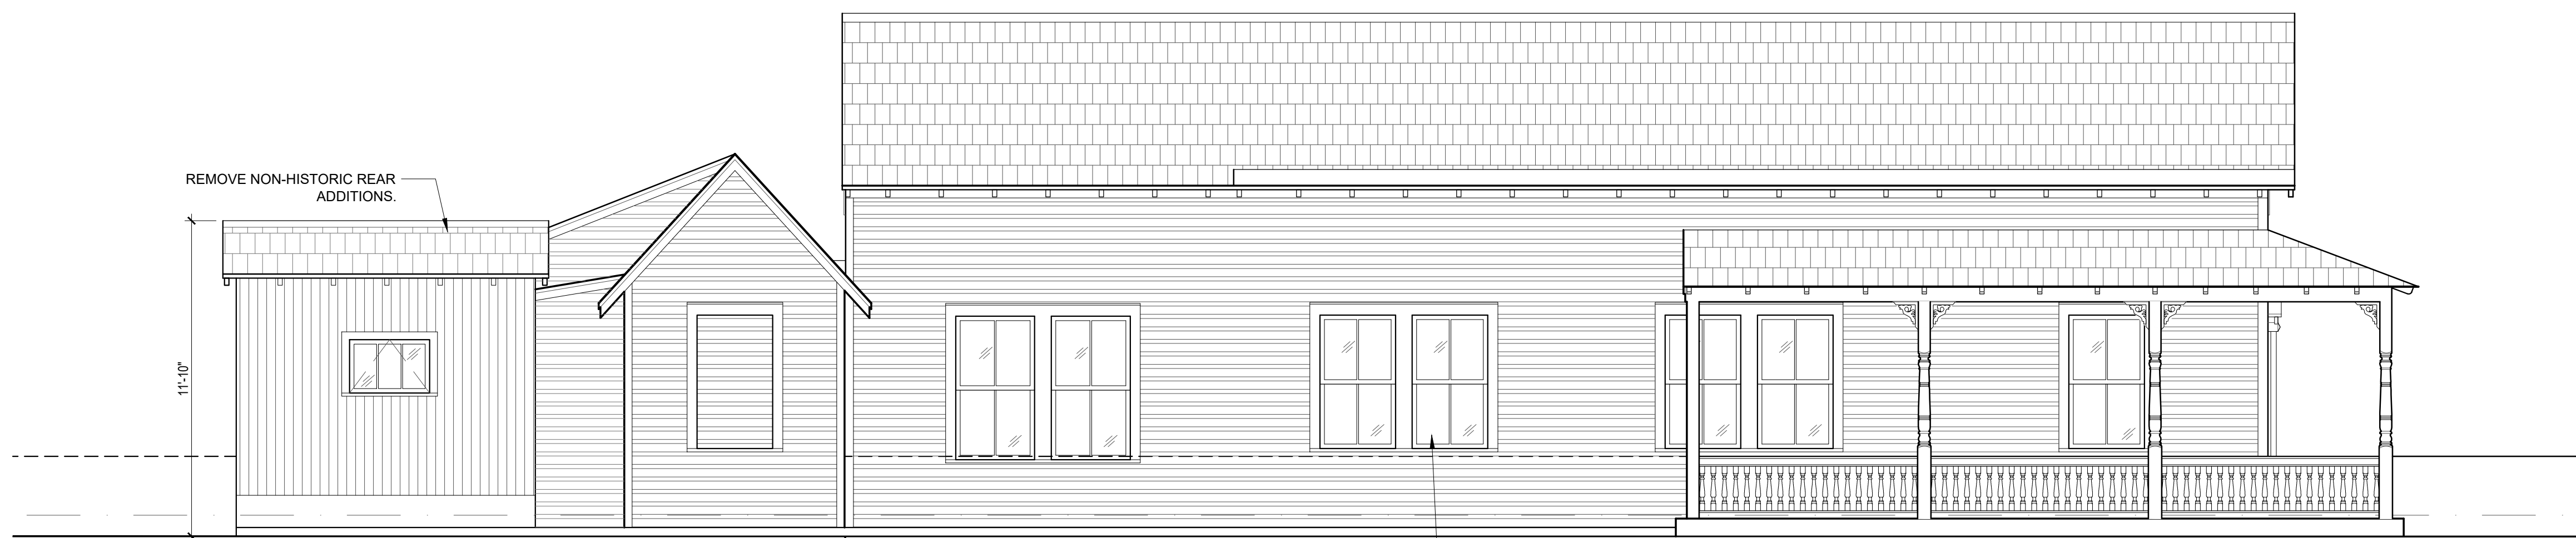 REMOVE NON-HISTORIC REAR
ADDITIONS.
11'-10"